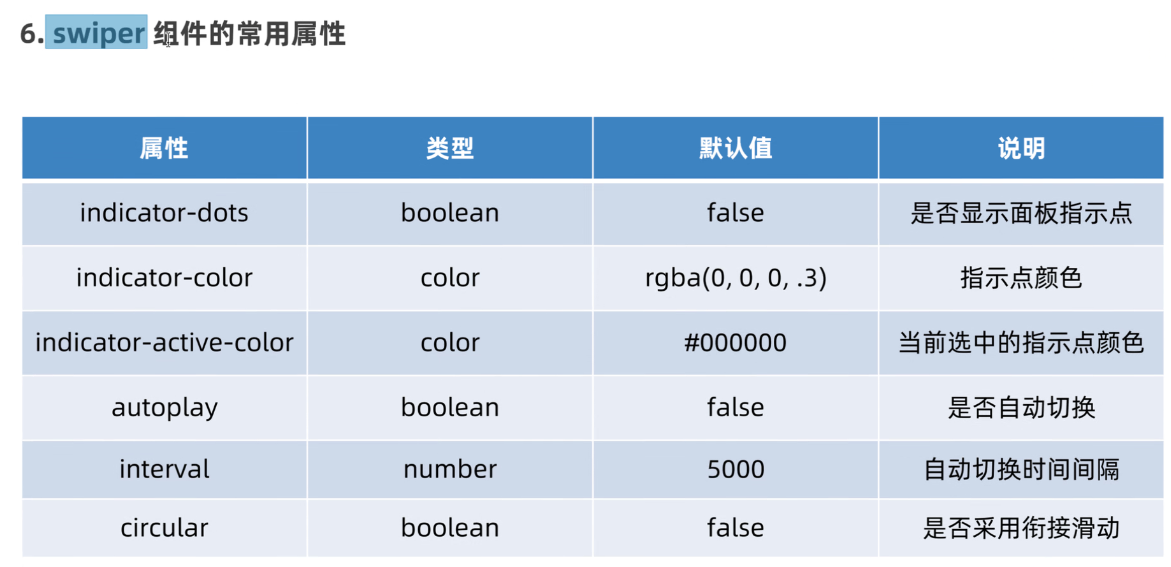 6. swiper 组件的常用属性
属性 类型 默认值 说明
indicator-dots boolean false 是否显示面板指示点
indicator-color color rgba(0, 0, 0, .3) 指示点颜色
indicator-active-color color #000000 当前选中的指示点颜色
autoplay boolean false 是否自动切换
interval number 5000 自动切换时间间隔
circular boolean false 是否采用衔接滑动